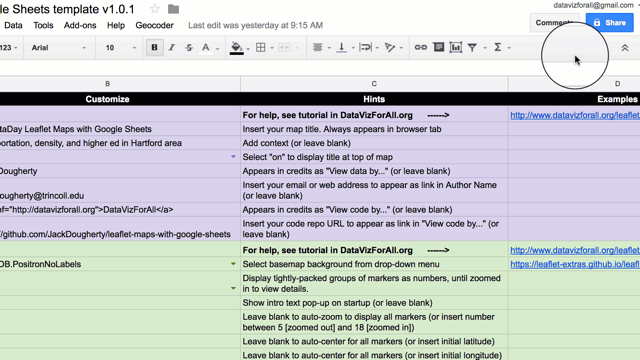 le Sheets template v1.0.1
datavizforall@gmail.com
Data Tools Add-ons Help Geocoder Last edit was yesterday at 9:15 AM
Comments Share
123 Arial 10 B I S A
B C D
Customize Hints Examples
For help, see tutorial in DataVizForAll.org ------> http://www.datavizforall.org/leaflet
taDay Leaflet Maps with Google Sheets Insert your map title. Always appears in browser tab
portation, density, and higher ed in Hartford area Add context (or leave blank)
Select "on" to display title at top of map
Dougherty Appears in credits as "View data by..." (or leave blank)
Insert your email or web address to appear as link in Author Name
ougherty@trincoll.edu (or leave blank)
ef="http://datavizforall.org">DataVizForAll</a> Appears in credits as "View code by..." (or leave blank)
Insert your code repo URL to appear as link in "View code by..." (or
//github.com/JackDougherty/leaflet-maps-with-google-sheets leave blank)
For help, see tutorial in DataVizForAll.org ------> http://www.datavizforall.org/leaflet
DB.PositronNoLabels Select basemap background from drop-down menu https://leaflet-extras.github.io/lea
Display tightly-packed groups of markers as numbers, until zoomed
in to view details.
Show intro text pop-up on startup (or leave blank)
Leave blank to auto-zoom to display all markers (or insert number
between 5 [zoomed out] and 18 [zoomed in])
Leave blank to auto-center for all markers (or insert initial latitude)
Leave blank to auto-center for all markers (or insert initial longitude)